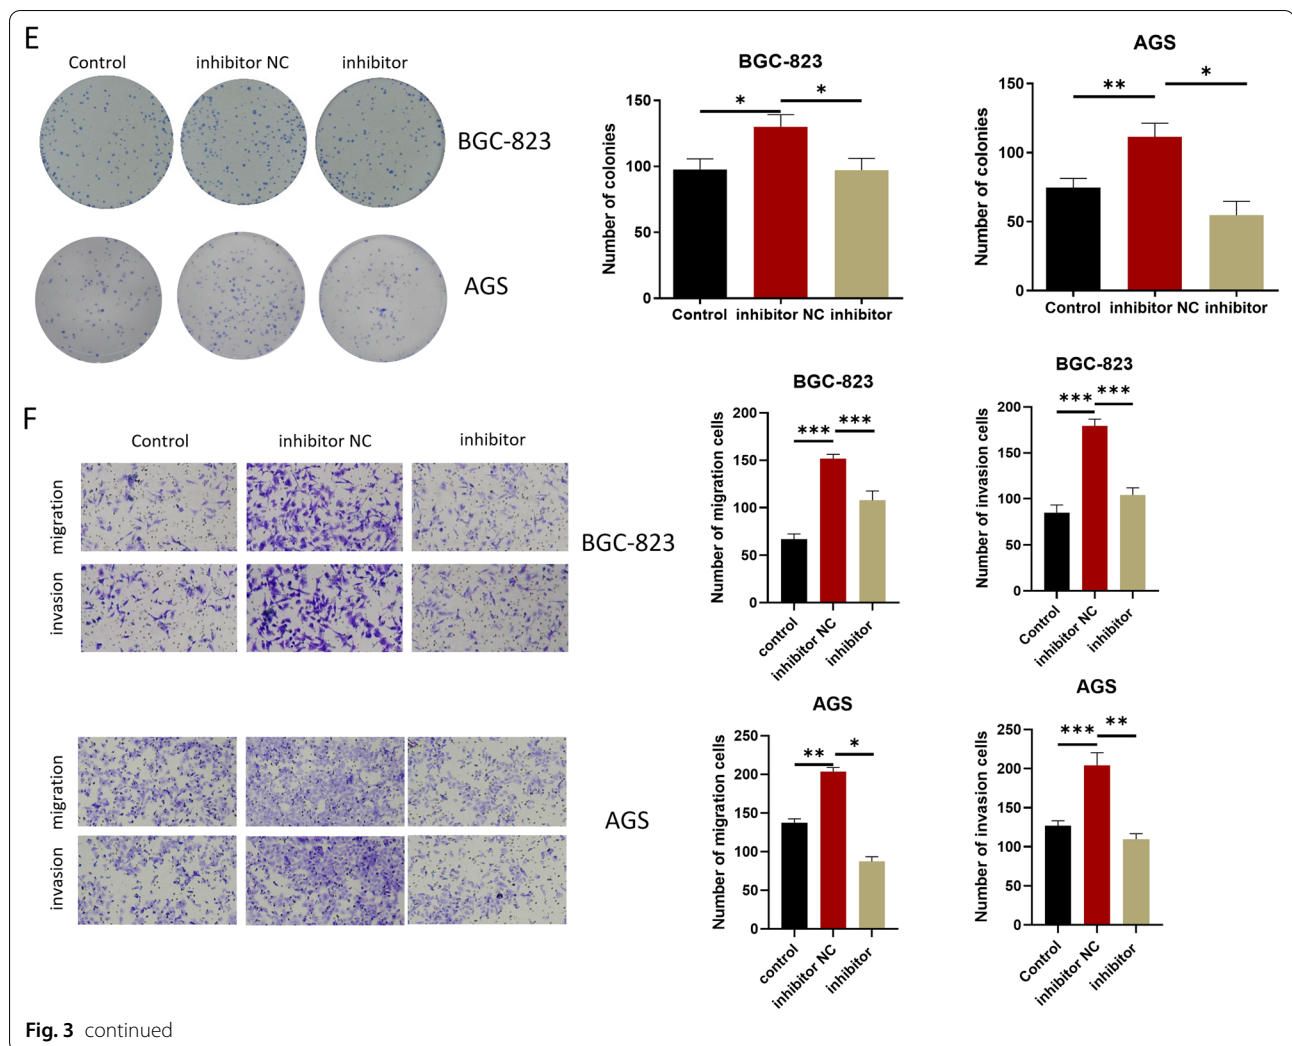 E
Control inhibitor NC inhibitor
BGC-823
AGS
BGC-823
* *
Number of colonies
150
100
50
0
Control inhibitor NC inhibitor
AGS
** *
Number of colonies
150
100
50
0
Control inhibitor NC inhibitor
F
Control inhibitor NC inhibitor
migration
invasion
BGC-823
migration
invasion
AGS
BGC-823
*** ***
Number of migration cells
200
150
100
50
0
control
inhibitor NC
inhibitor
BGC-823
*** ***
Number of invasion cells
200
150
100
50
0
Control
inhibitor NC
inhibitor
AGS
** *
Number of migration cells
250
200
150
100
50
0
control
inhibitor NC
inhibitor
AGS
*** **
Number of invasion cells
250
200
150
100
50
0
Control
inhibitor NC
inhibitor
Fig. 3 continued